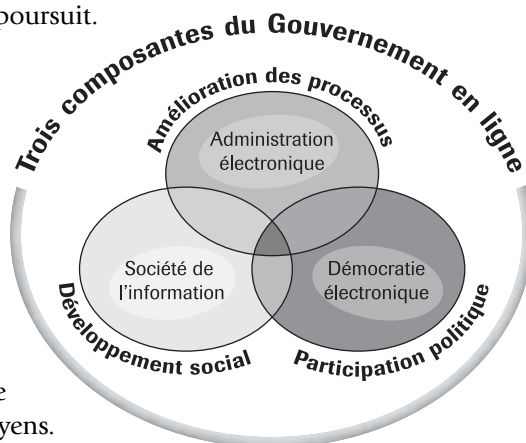 poursuit.
Trois composantes du Gouvernement en ligne
Amélioration des processus
Administration
électronique
Société de
l'information
Démocratie
électronique
Développement social
Participation politique
yens.